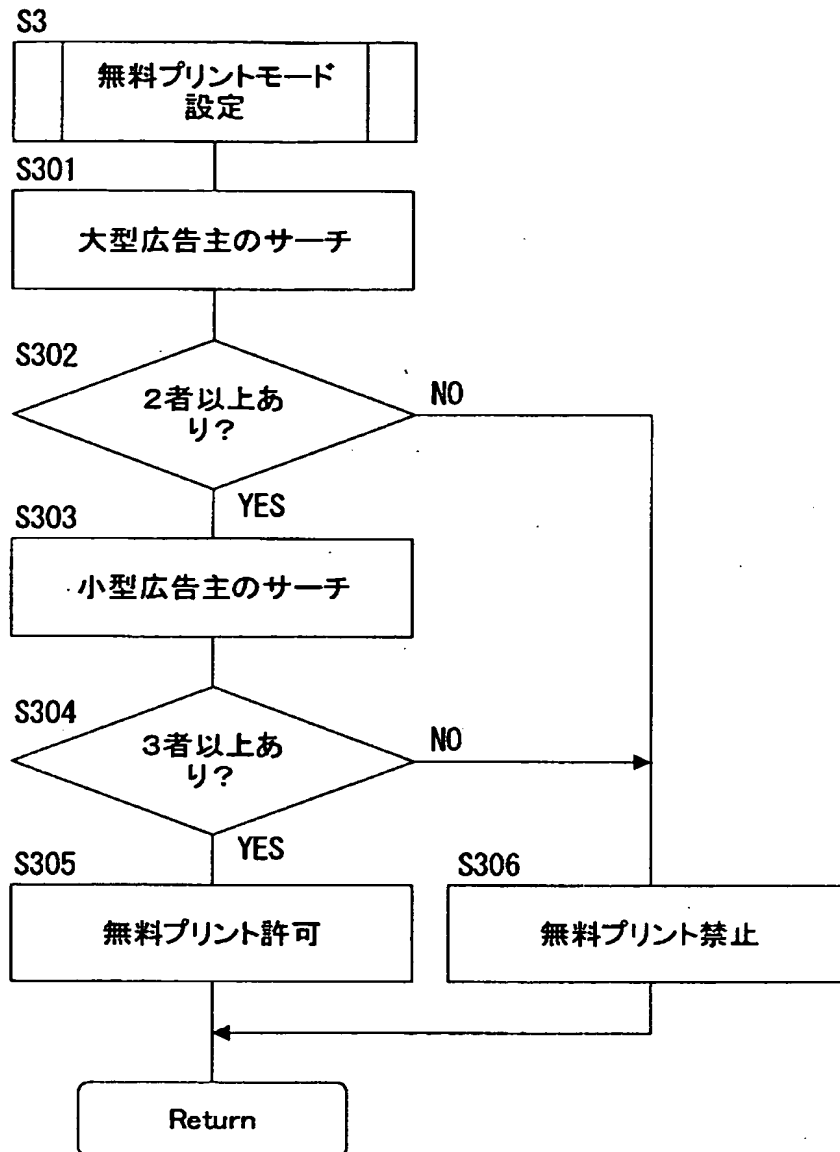 S3
無料プリントモード
設定
S301
大型広告主のサーチ
S302
2者以上あ
り?
NO
YES
S303
小型広告主のサーチ
S304
3者以上あ
り?
NO
YES
S305
無料プリント許可
S306
無料プリント禁止
Return